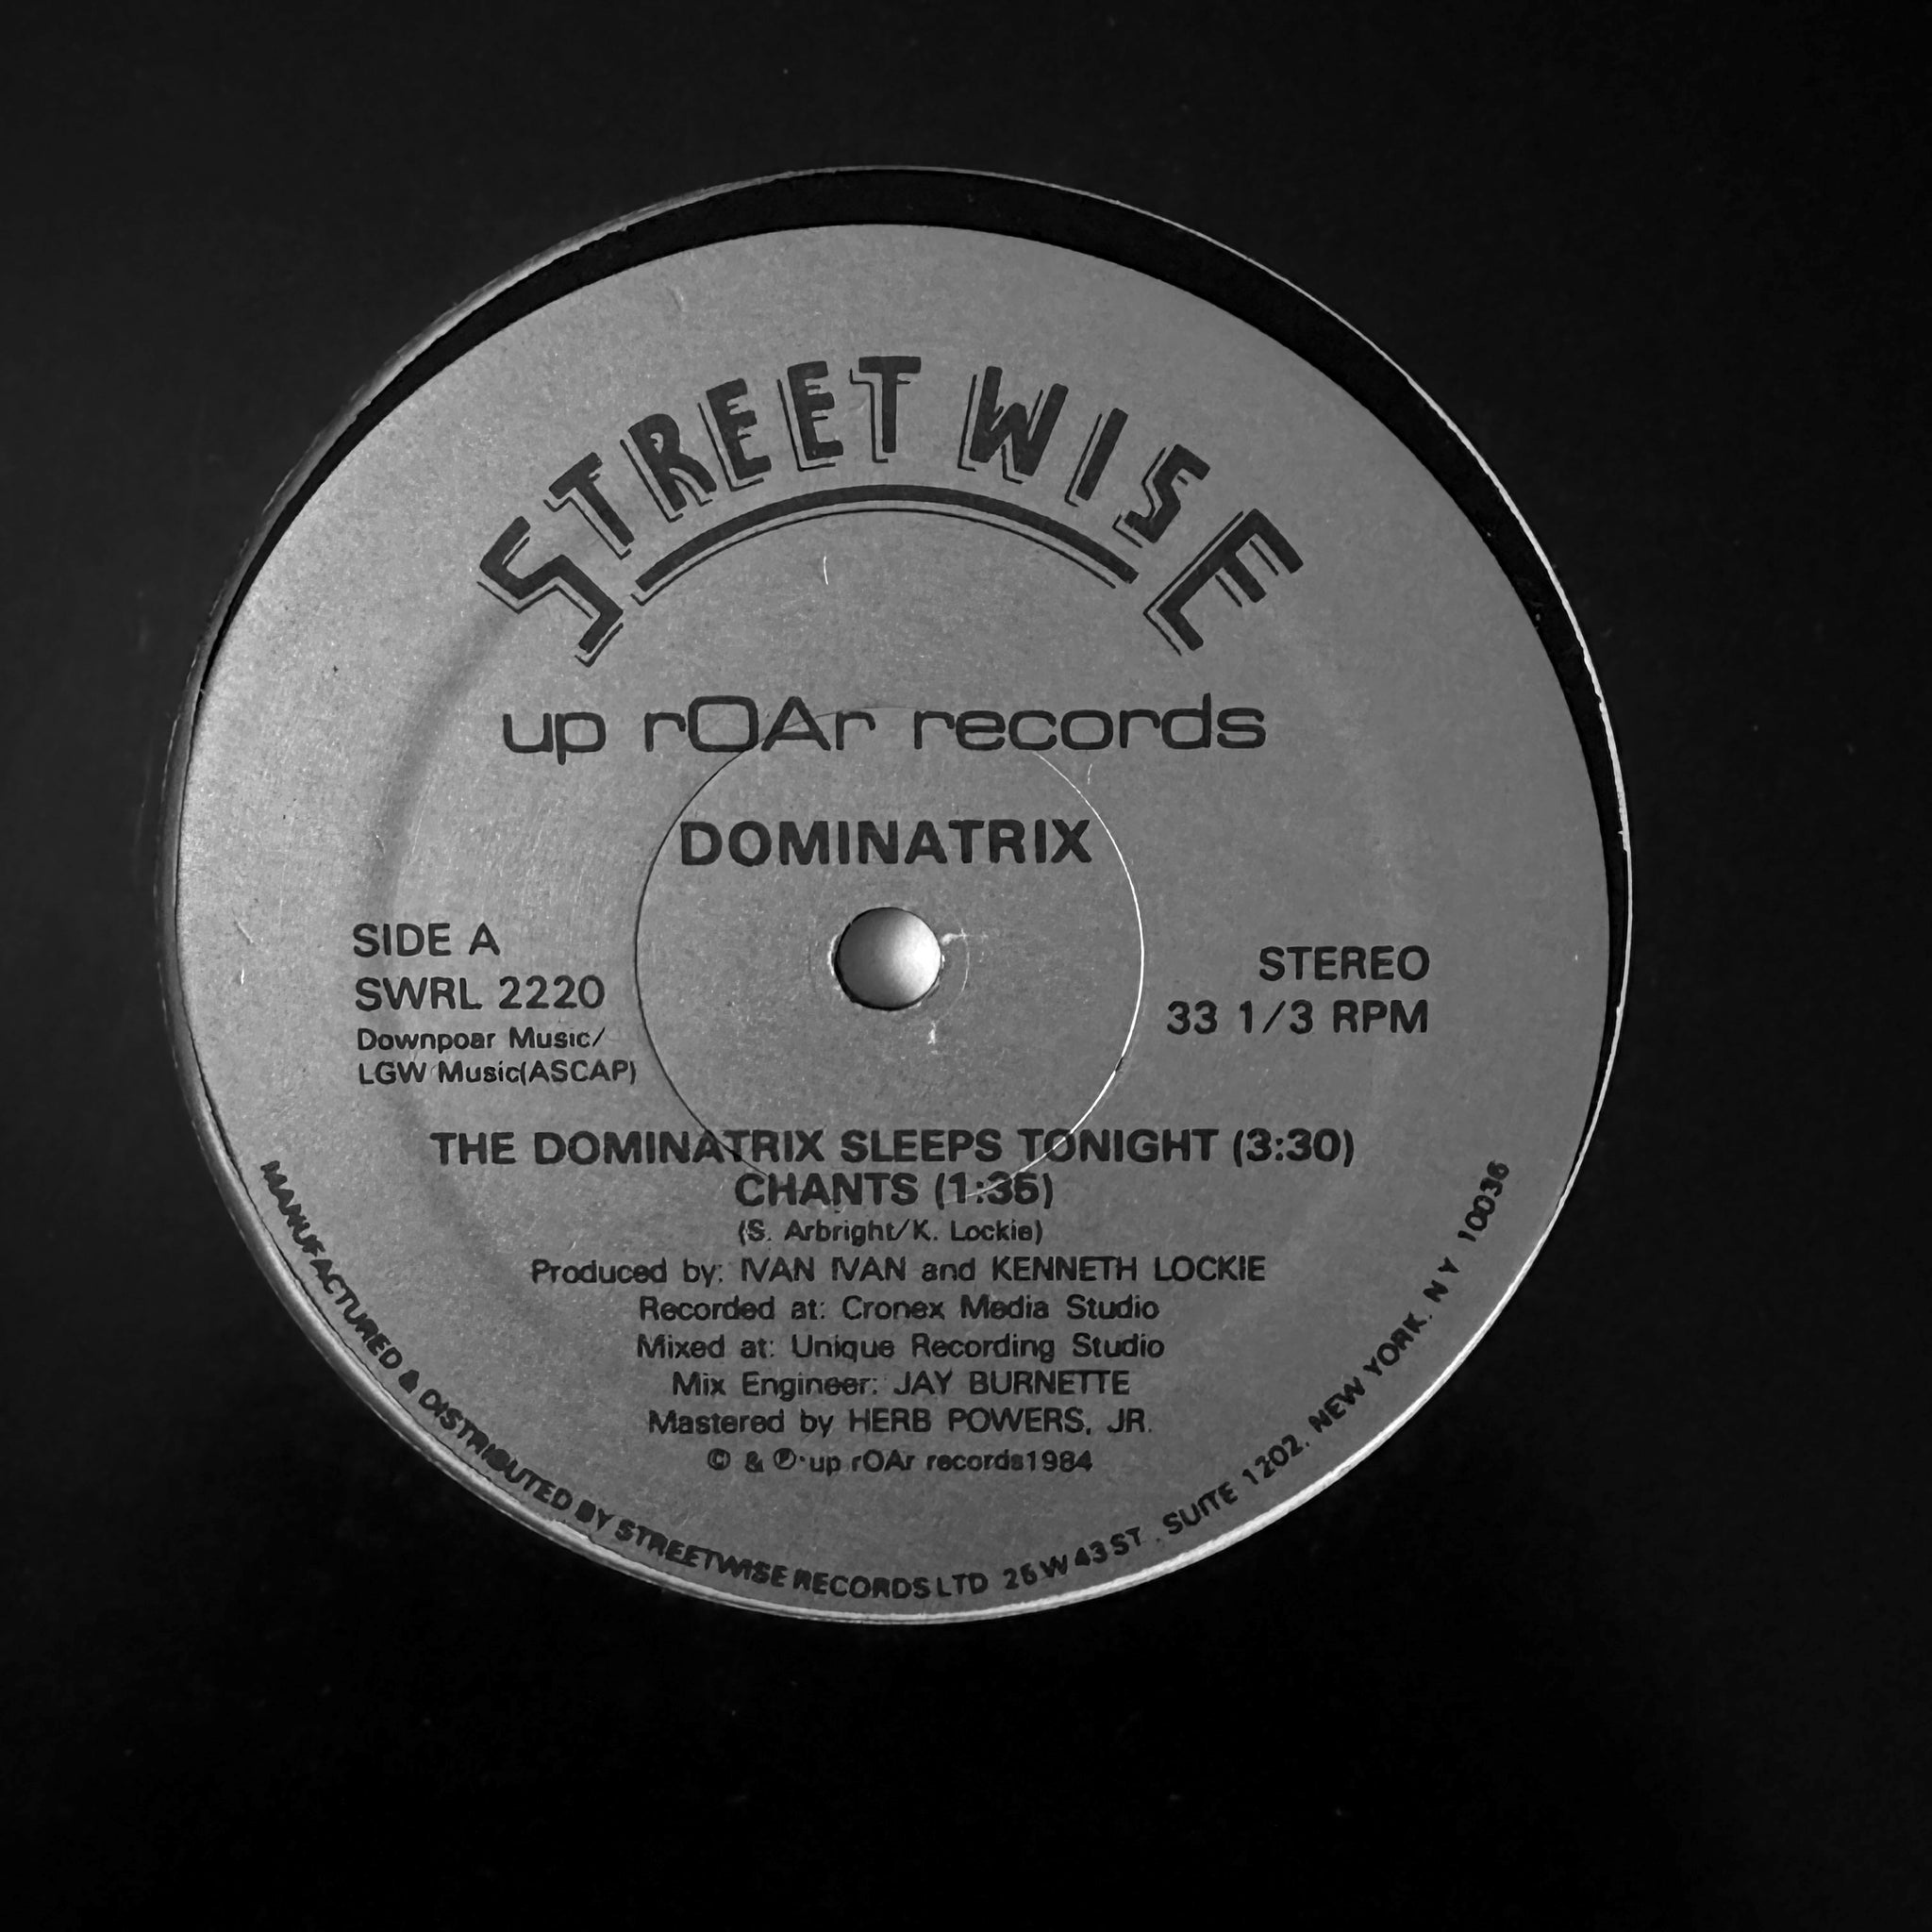 STREETWISE
up rOAr records
DOMINATRIX
SIDE A
SWRL 2220
Downpoar Music/
LGW Music(ASCAP)
STEREO
33 1/3 RPM
THE DOMINATRIX SLEEPS TONIGHT (3:30)
CHANTS (1:35)
(S. Arbright/K. Lockie)
Produced by: IVAN IVAN and KENNETH LOCKIE
Recorded at: Cronex Media Studio
Mixed at: Unique Recording Studio
Mix Engineer: JAY BURNETTE
Mastered by HERB POWERS, JR.
© & ℗ up rOAr records1984
MANUFACTURED & DISTRIBUTED BY STREETWISE RECORDS LTD 25 W 43 ST., SUITE 1202, NEW YORK, N Y 10036